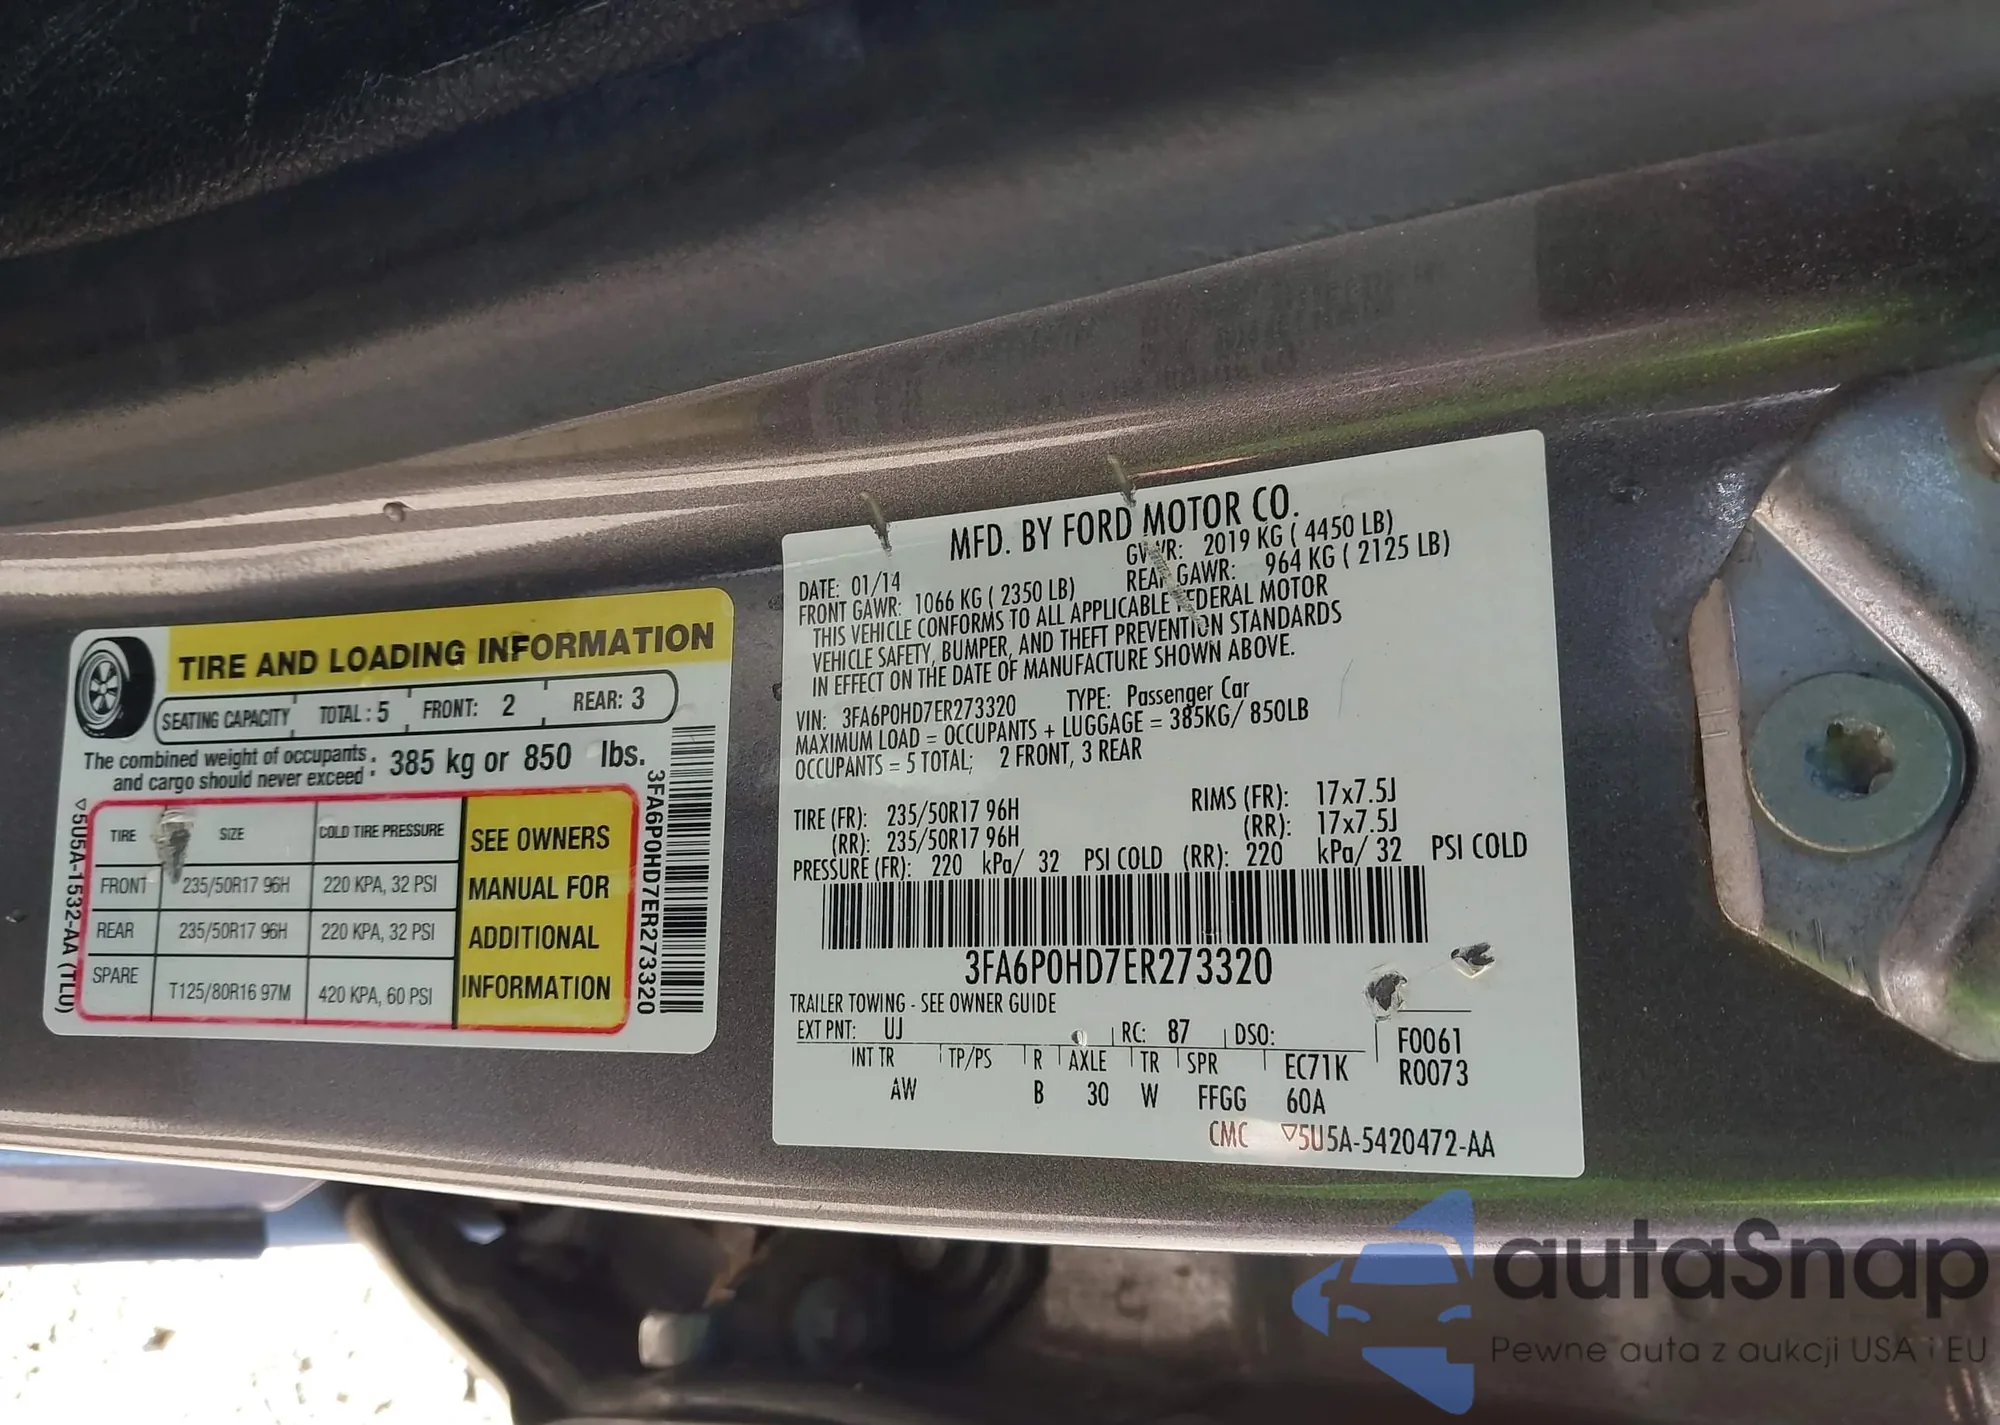 TIRE AND LOADING INFORMATION
SEATING CAPACITY TOTAL : 5 FRONT: 2 REAR: 3
The combined weight of occupants and cargo should never exceed : 385 kg or 850 lbs.
TIRE SIZE COLD TIRE PRESSURE
FRONT 235/50R17 96H 220 KPA, 32 PSI
REAR 235/50R17 96H 220 KPA, 32 PSI
SPARE T125/80R16 97M 420 KPA, 60 PSI
SEE OWNERS
MANUAL FOR
ADDITIONAL
INFORMATION
3FA6P0HD7ER273320
▽5U5A-1532-AA (TL0)
MFD. BY FORD MOTOR CO.
DATE: 01/14 GVWR: 2019 KG ( 4450 LB)
FRONT GAWR: 1066 KG ( 2350 LB) REAR GAWR: 964 KG ( 2125 LB)
THIS VEHICLE CONFORMS TO ALL APPLICABLE FEDERAL MOTOR
VEHICLE SAFETY, BUMPER, AND THEFT PREVENTION STANDARDS
IN EFFECT ON THE DATE OF MANUFACTURE SHOWN ABOVE.
VIN: 3FA6P0HD7ER273320 TYPE: Passenger Car
MAXIMUM LOAD = OCCUPANTS + LUGGAGE = 385KG/ 850LB
OCCUPANTS = 5 TOTAL; 2 FRONT, 3 REAR
TIRE (FR): 235/50R17 96H RIMS (FR): 17x7.5J
(RR): 235/50R17 96H (RR): 17x7.5J
PRESSURE (FR): 220 kPa/ 32 PSI COLD (RR): 220 kPa/ 32 PSI COLD
3FA6P0HD7ER273320
TRAILER TOWING - SEE OWNER GUIDE
EXT PNT: UJ RC: 87 DSO: F0061
INT TR TP/PS R AXLE TR SPR EC71K R0073
AW B 30 W FFGG 60A
CMC ▽5U5A-5420472-AA
autaSnap
Pewne auta z aukcji USA i EU